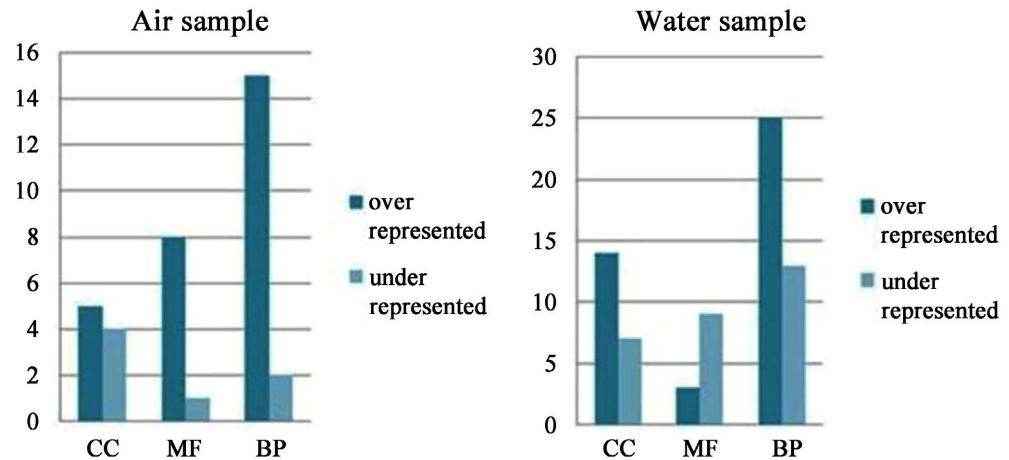 Air sample
16
14
12
10
8
6
4
2
0
CC MF BP
over
represented
under
represented
Water sample
30
25
20
15
10
5
0
CC MF BP
over
represented
under
represented